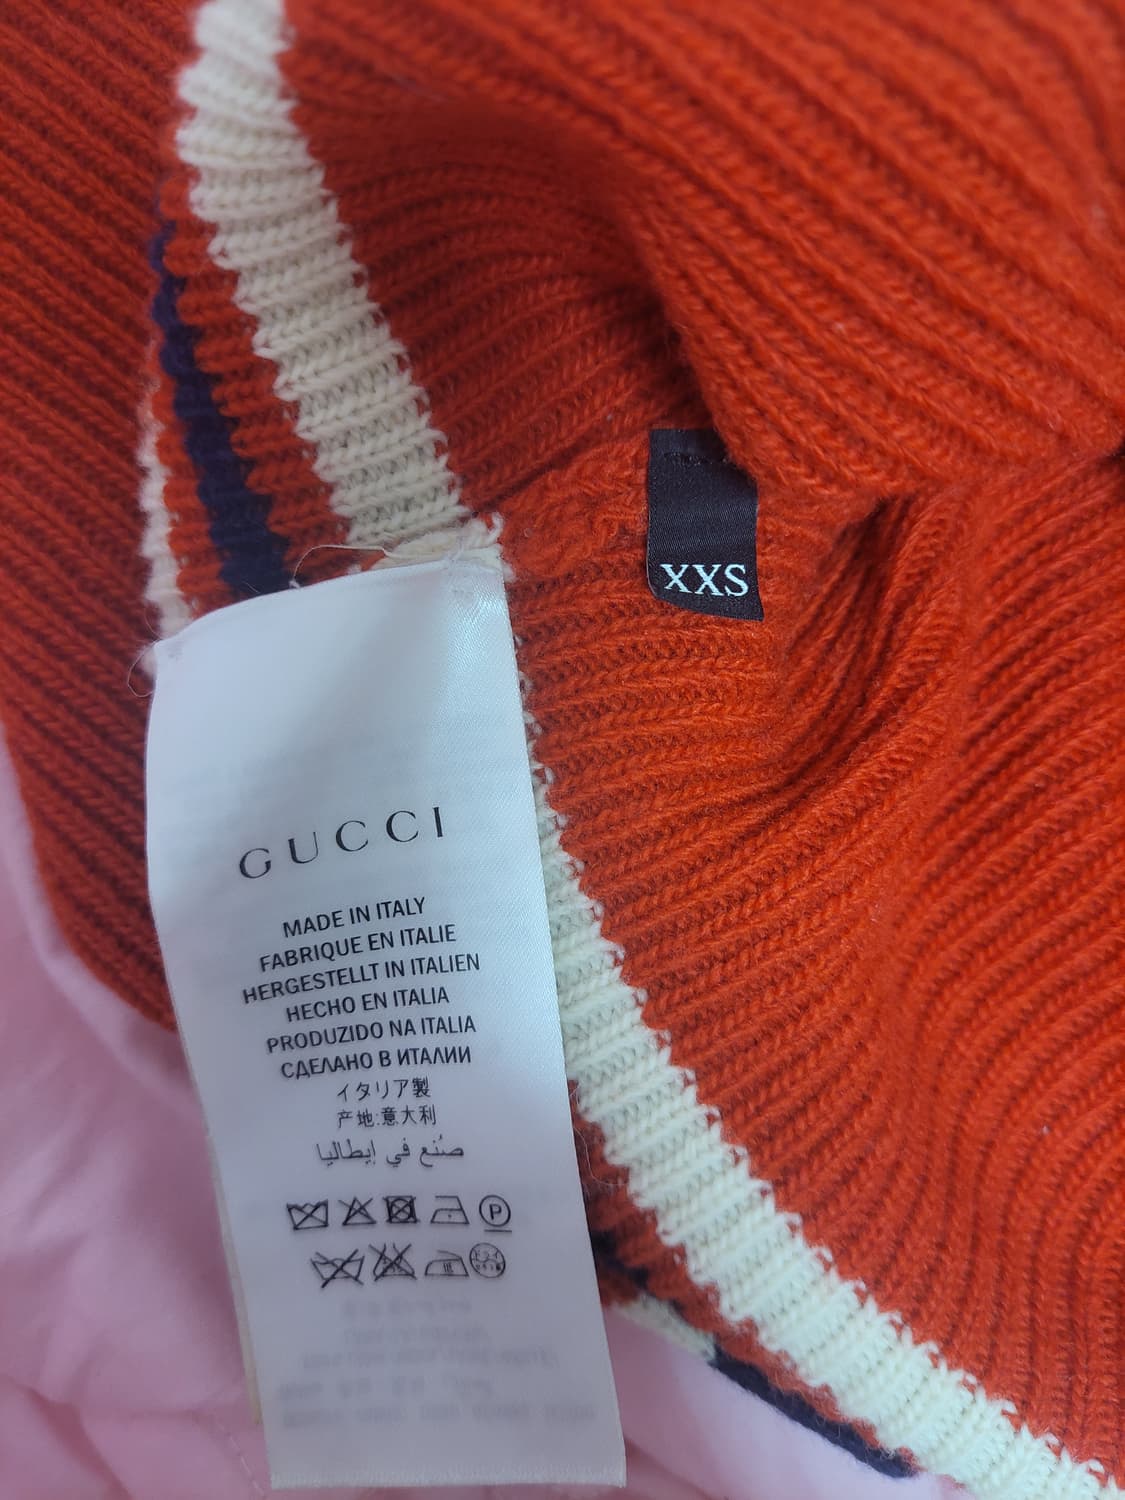 XXS
GUCCI
MADE IN ITALY
FABRIQUE EN ITALIE
HERGESTELLT IN ITALIEN
HECHO EN ITALIA
PRODUZIDO NA ITALIA
СДЕЛАНО В ИТАЛИИ
イタリア製
产地:意大利
صُنع في إيطاليا
P